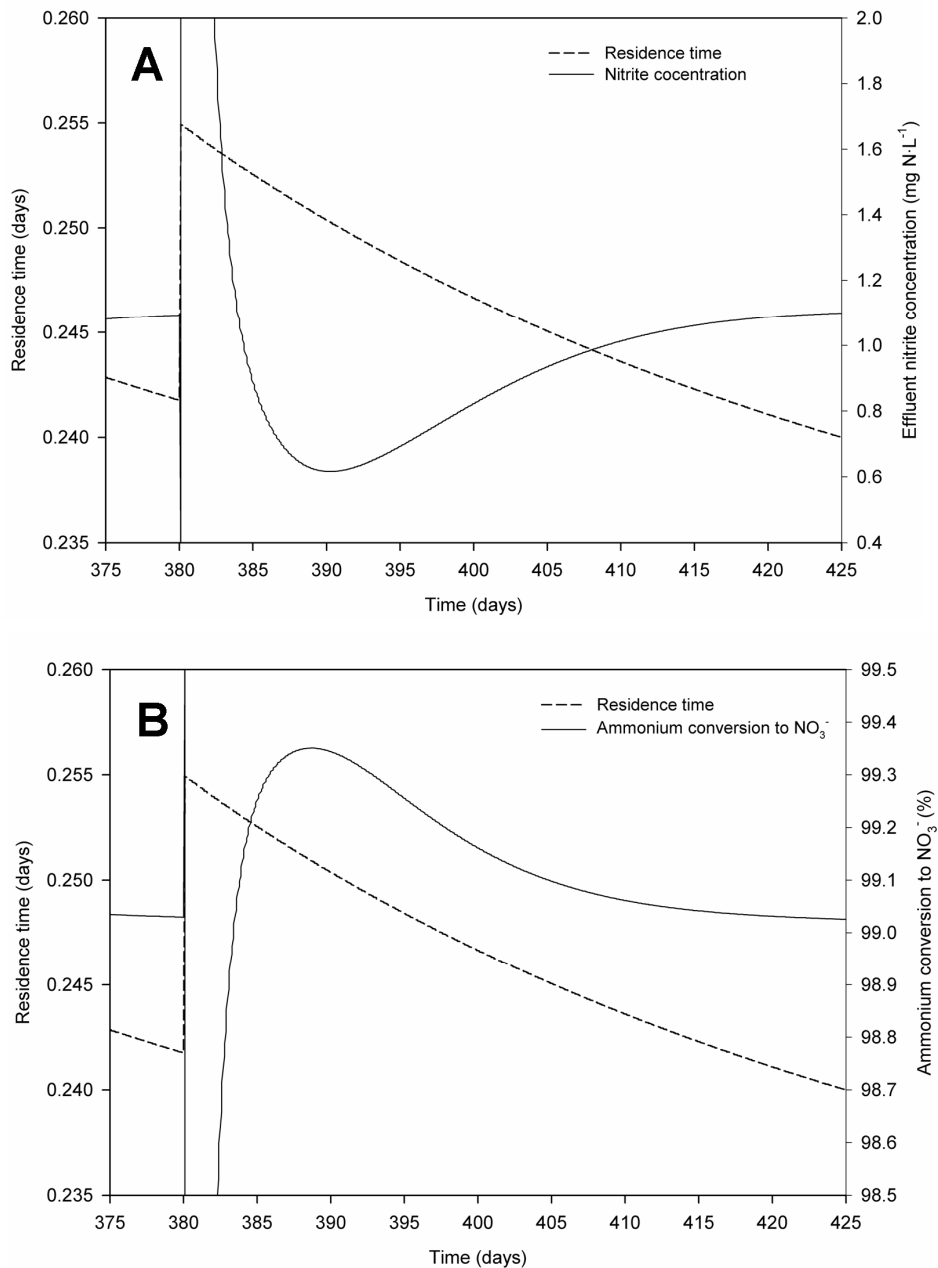 A
Residence time
Nitrite cocentration
0.260
0.255
0.250
0.245
0.240
0.235
Residence time (days)
2.0
1.8
1.6
1.4
1.2
1.0
0.8
0.6
0.4
Effluent nitrite concentration (mg N·L⁻¹)
375 380 385 390 395 400 405 410 415 420 425
Time (days)
B
Residence time
Ammonium conversion to NO₃⁻
0.260
0.255
0.250
0.245
0.240
0.235
Residence time (days)
99.5
99.4
99.3
99.2
99.1
99.0
98.9
98.8
98.7
98.6
98.5
Ammonium conversion to NO₃⁻ (%)
375 380 385 390 395 400 405 410 415 420 425
Time (days)